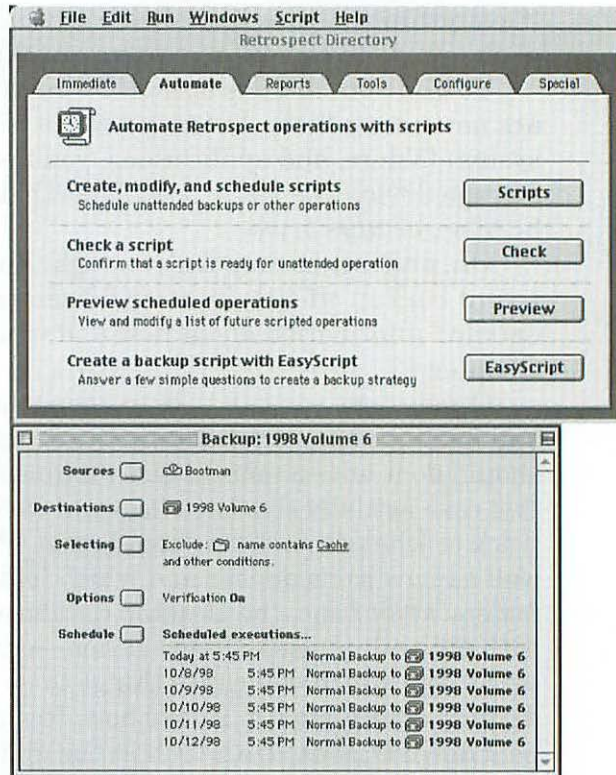 File Edit Run Windows Script Help
Retrospect Directory
Immediate Automate Reports Tools Configure Special
Automate Retrospect operations with scripts
Create, modify, and schedule scripts
Schedule unattended backups or other operations
Scripts
Check a script
Confirm that a script is ready for unattended operation
Check
Preview scheduled operations
View and modify a list of future scripted operations
Preview
Create a backup script with EasyScript
Answer a few simple questions to create a backup strategy
EasyScript
Backup: 1998 Volume 6
Sources Bootman
Destinations 1998 Volume 6
Selecting Exclude: name contains Cache
and other conditions.
Options Verification On
Schedule Scheduled executions...
Today at 5:45 PM Normal Backup to 1998 Volume 6
10/8/98 5:45 PM Normal Backup to 1998 Volume 6
10/9/98 5:45 PM Normal Backup to 1998 Volume 6
10/10/98 5:45 PM Normal Backup to 1998 Volume 6
10/11/98 5:45 PM Normal Backup to 1998 Volume 6
10/12/98 5:45 PM Normal Backup to 1998 Volume 6